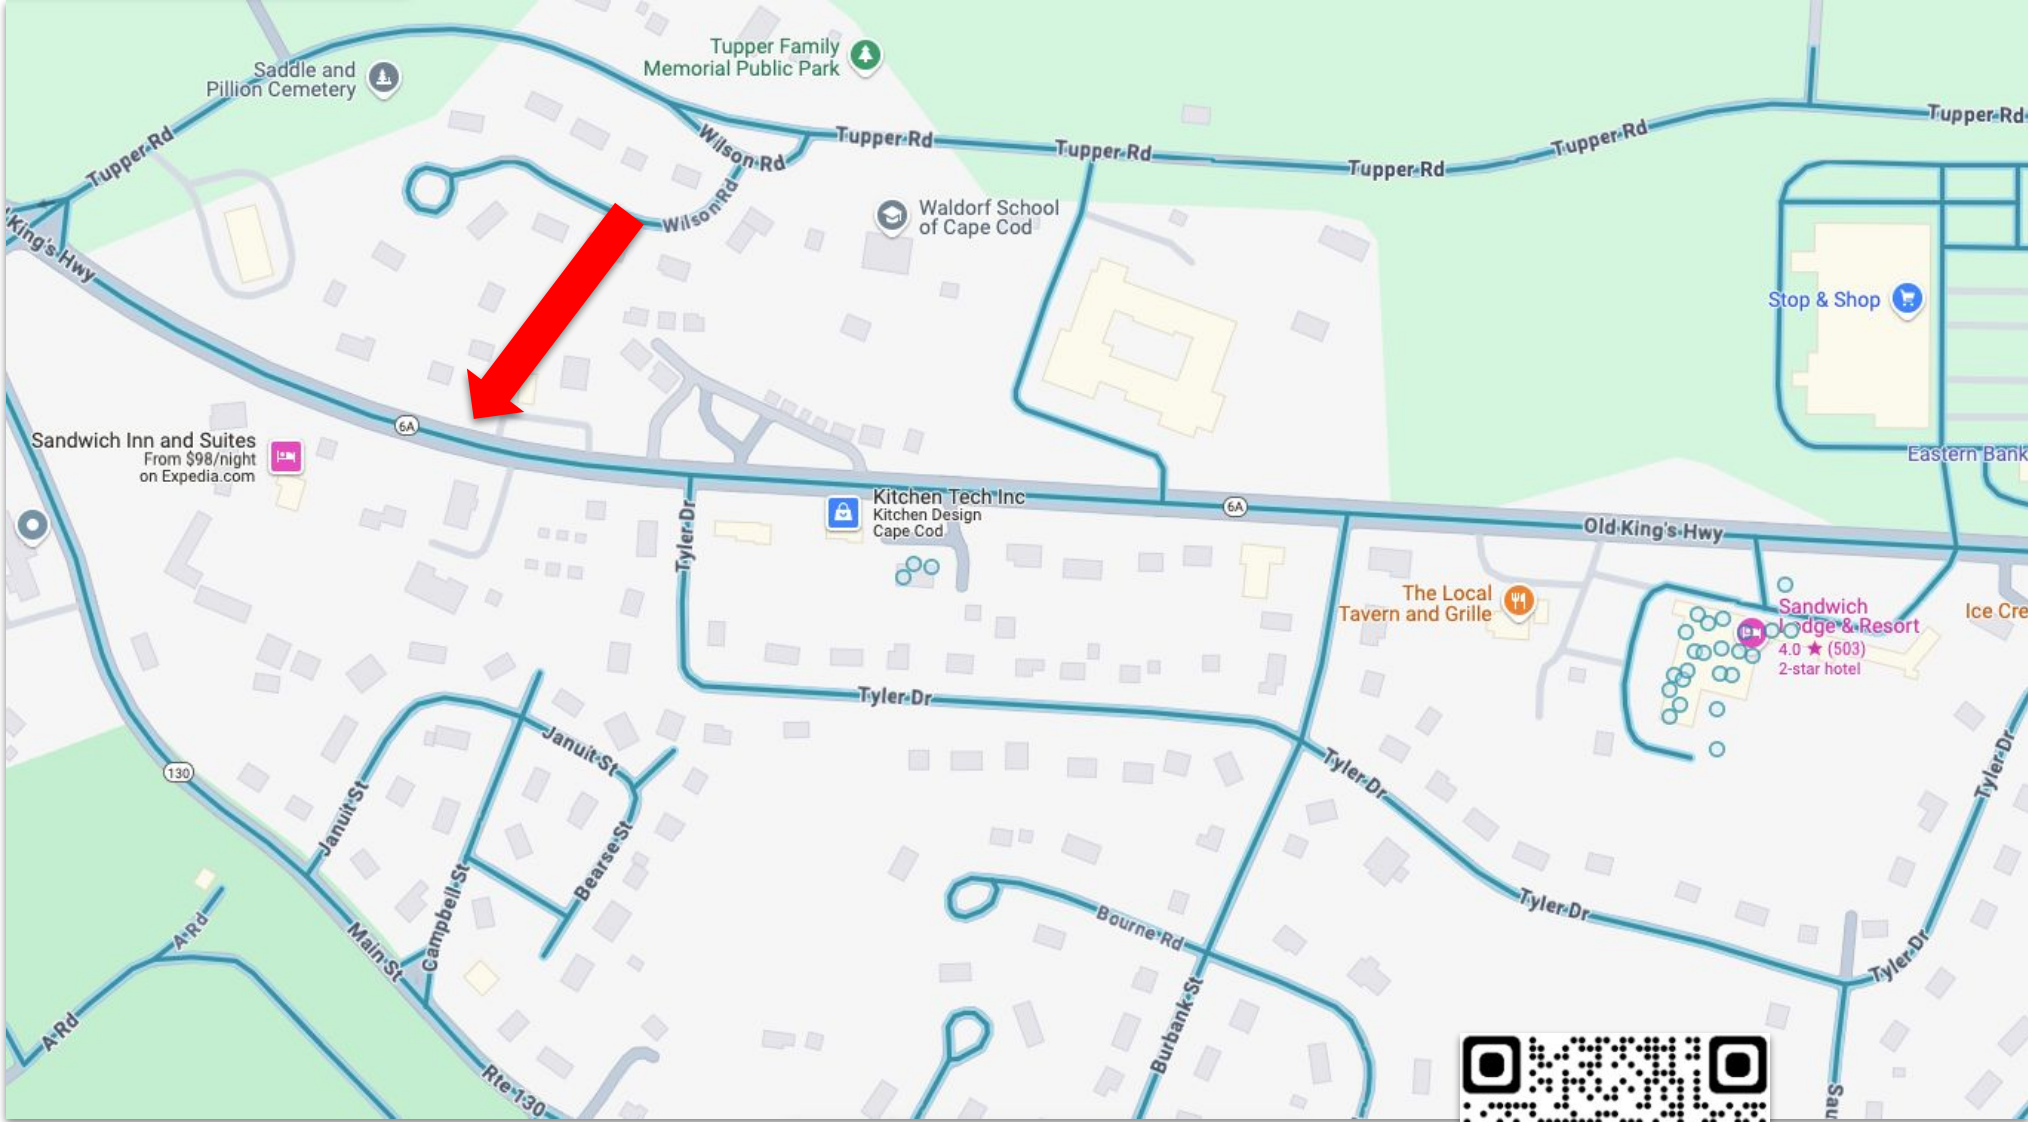 Tupper Family
Memorial Public Park
Saddle and
Pillion Cemetery
Tupper Rd
Wilson Rd
Tupper Rd
Tupper Rd
Tupper Rd
Tupper Rd
Tupper Rd
Wilson Rd
Waldorf School
of Cape Cod
King's Hwy
Stop & Shop
6A
Sandwich Inn and Suites
From $98/night
on Expedia.com
Eastern Bank
Kitchen Tech Inc
Kitchen Design
Cape Cod
6A
Old King's Hwy
Tyler Dr
The Local
Tavern and Grille
Sandwich
Lodge & Resort
4.0 ★ (503)
2-star hotel
Ice Cre
Tyler Dr
Januit St
Tyler Dr
Tyler Dr
130
Januit St
Bearse St
Campbell St
Tyler Dr
A Rd
Main St
Bourne Rd
Tyler Dr
A Rd
Burbank St
Rte 130
Sau